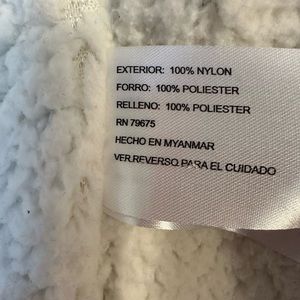 EXTERIOR: 100% NYLON
FORRO: 100% POLIESTER
RELLENO: 100% POLIESTER
RN 79675
HECHO EN MYANMAR
VER.REVERSO PARA EL CUIDADO